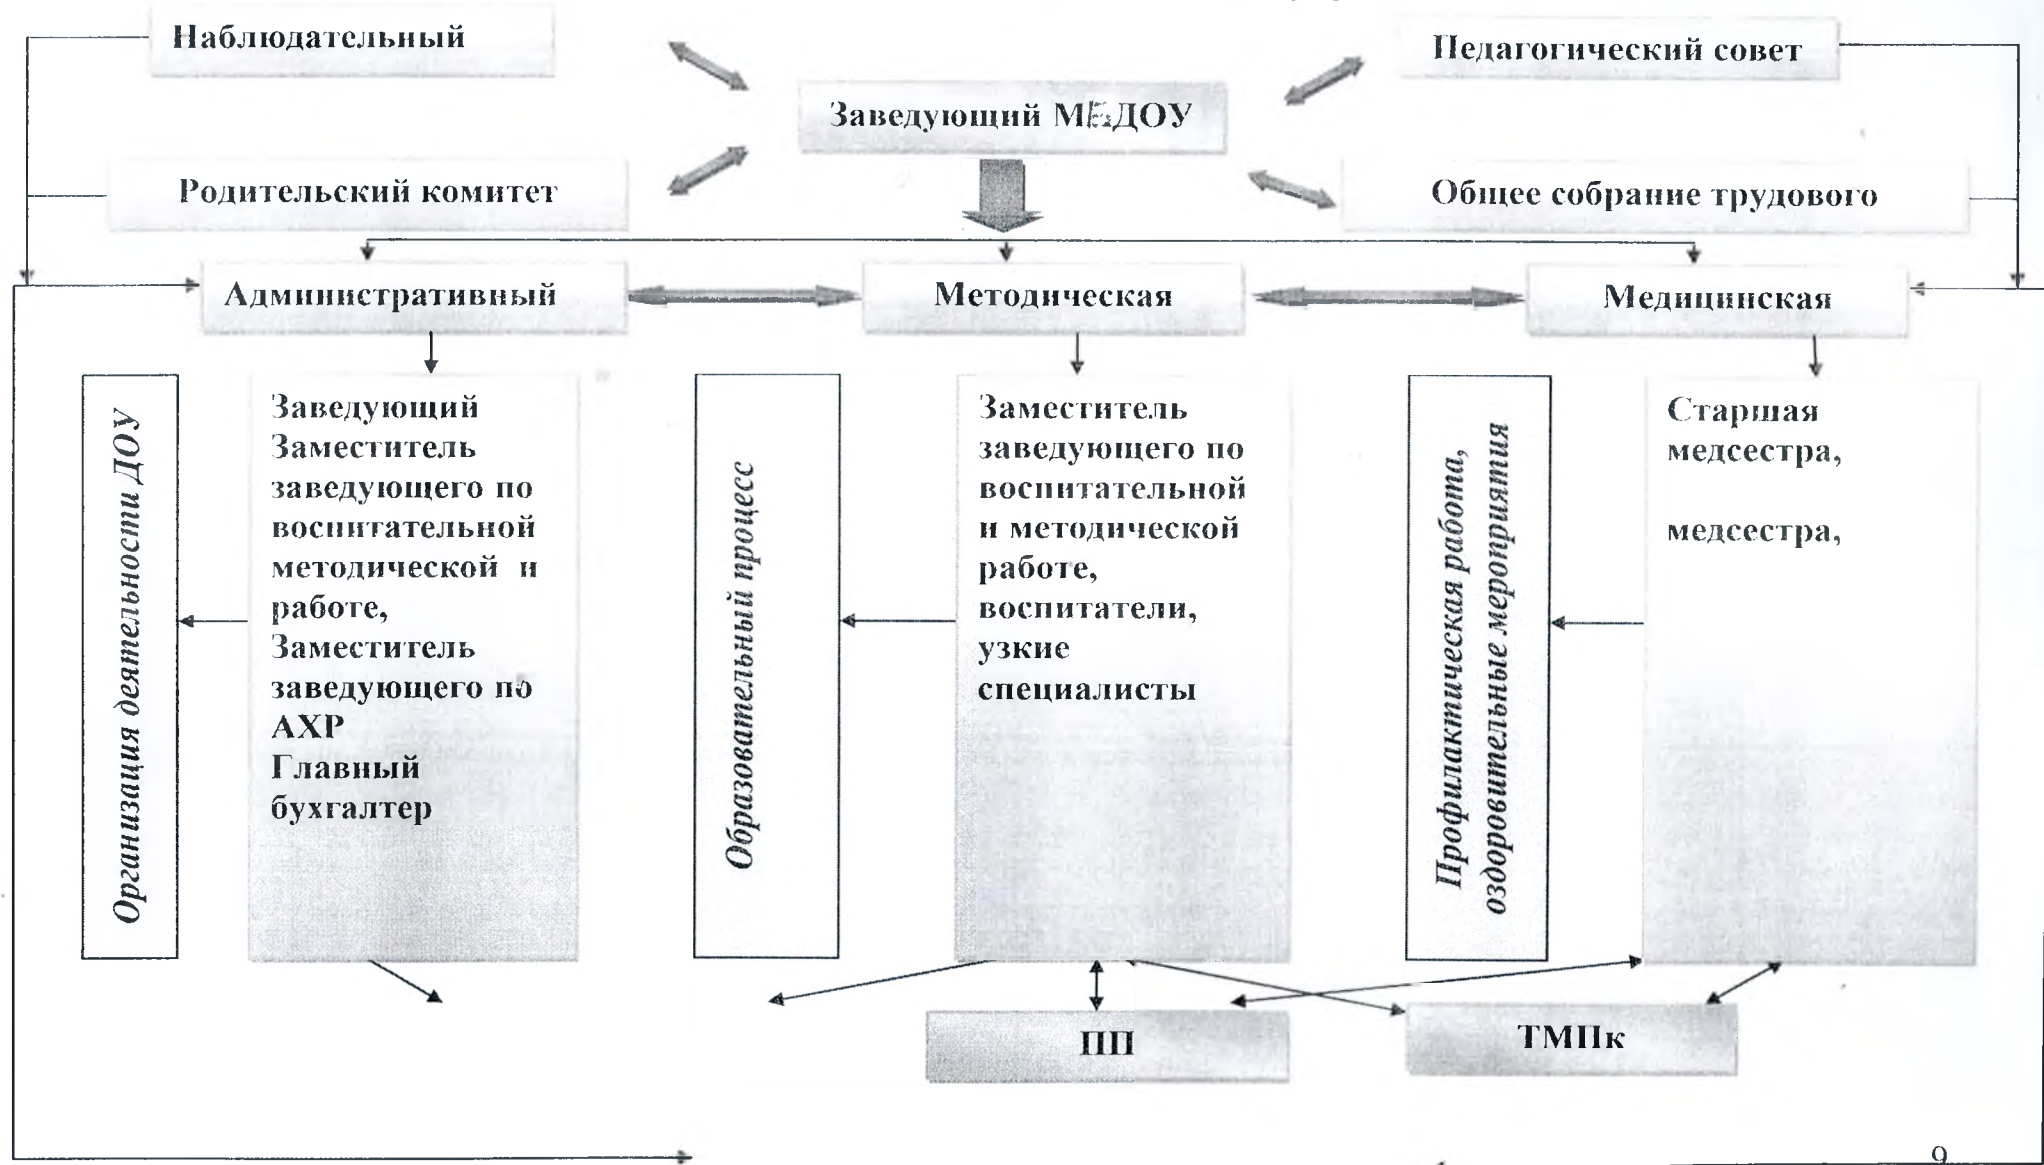 Наблюдательный
Педагогический совет
Заведующий МБДОУ
Родительский комитет
Общее собрание трудового
Административный
Методическая
Медицинская
Организация деятельности ДОУ
Заведующий
Заместитель
заведующего по
воспитательной
методической и
работе,
Заместитель
заведующего по
АХР
Главный
бухгалтер
Образовательный процесс
Заместитель
заведующего по
воспитательной
и методической
работе,
воспитатели,
узкие
специалисты
Профилактическая работа,
оздоровительные мероприятия
Старшая
медсестра,
медсестра,
ПП
ТМПк
9